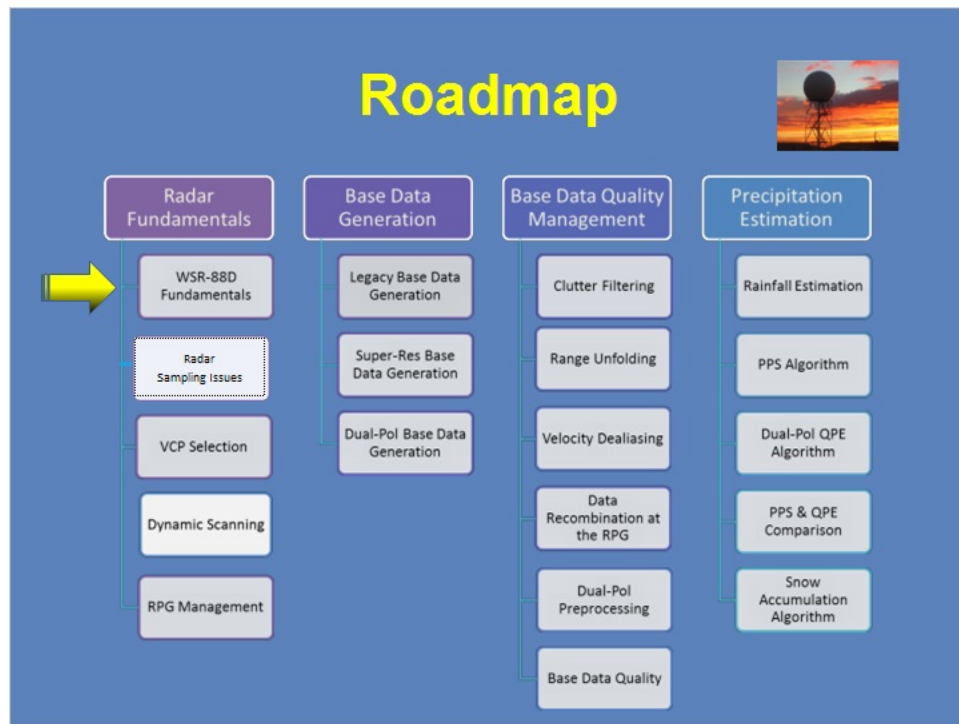 Roadmap
Radar
Fundamentals
WSR-88D
Fundamentals
Radar
Sampling Issues
VCP Selection
Dynamic Scanning
RPG Management
Base Data
Generation
Legacy Base Data
Generation
Super-Res Base
Data Generation
Dual-Pol Base Data
Generation
Base Data Quality
Management
Clutter Filtering
Range Unfolding
Velocity Dealiasing
Data
Recombination at
the RPG
Dual-Pol
Preprocessing
Base Data Quality
Precipitation
Estimation
Rainfall Estimation
PPS Algorithm
Dual-Pol QPE
Algorithm
PPS & QPE
Comparison
Snow
Accumulation
Algorithm